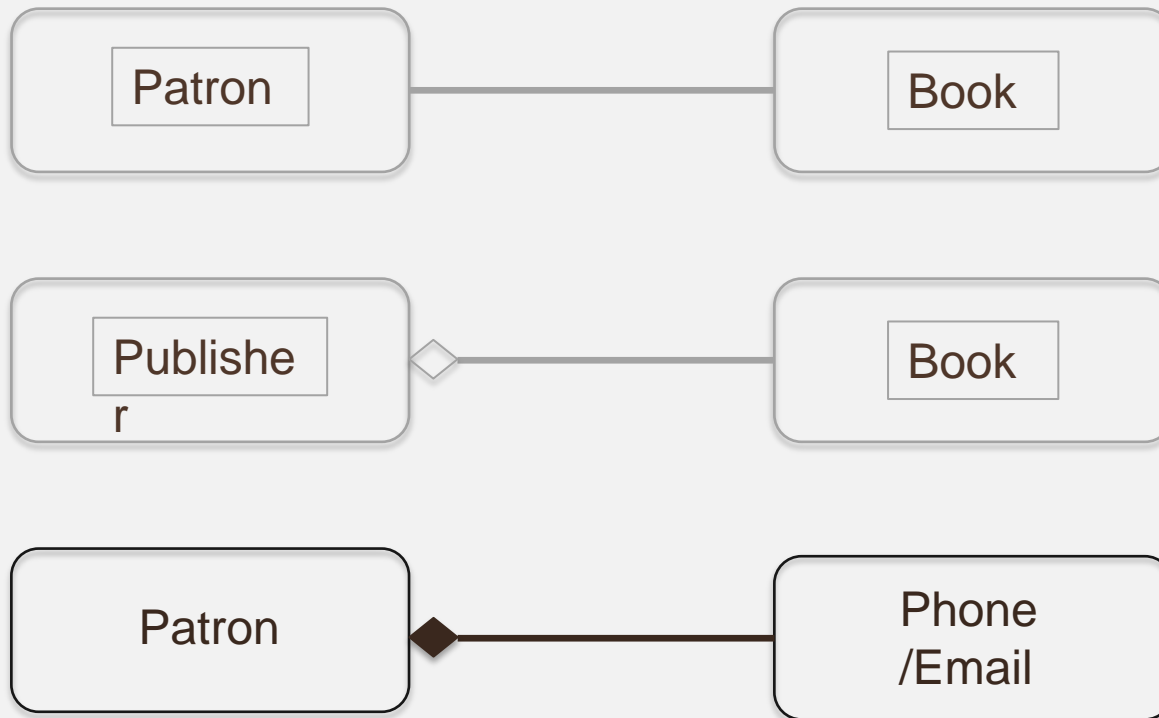 Patron
Book
Publishe
r
Book
Patron
Phone
/Email